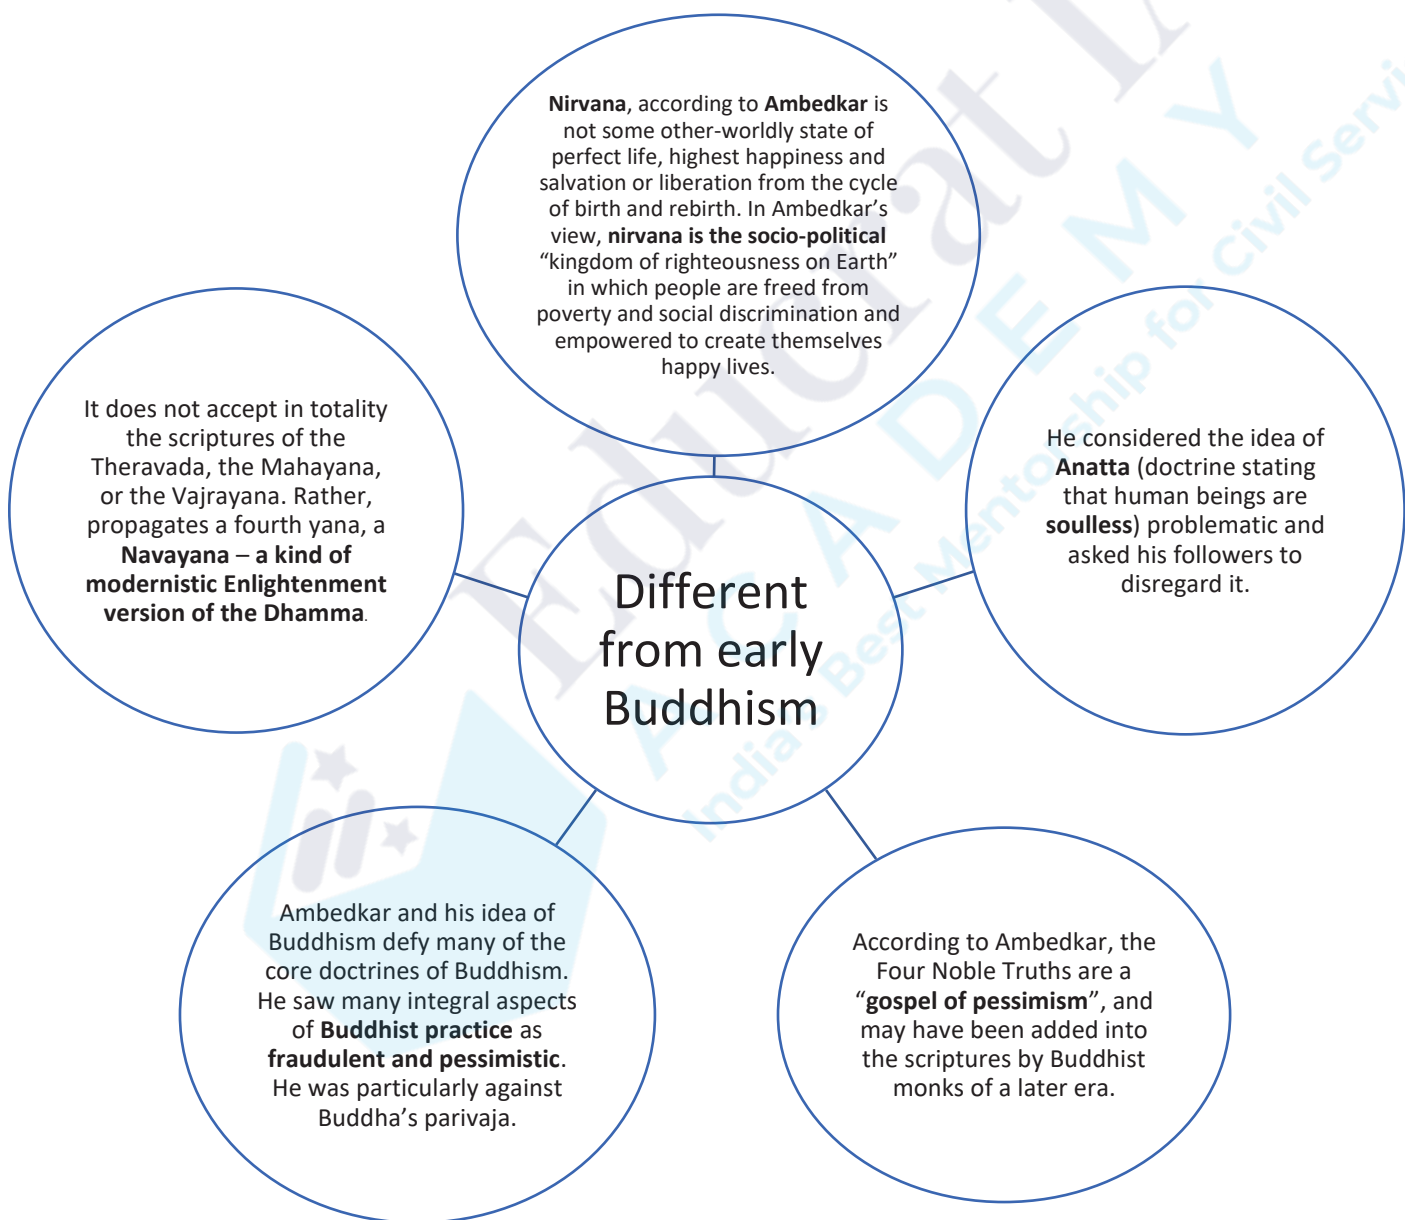 Nirvana, according to Ambedkar is
not some other-worldly state of
perfect life, highest happiness and
salvation or liberation from the cycle
of birth and rebirth. In Ambedkar’s
view, nirvana is the socio-political
“kingdom of righteousness on Earth”
in which people are freed from
poverty and social discrimination and
empowered to create themselves
happy lives.
It does not accept in totality
the scriptures of the
Theravada, the Mahayana,
or the Vajrayana. Rather,
propagates a fourth yana, a
Navayana – a kind of
modernistic Enlightenment
version of the Dhamma.
He considered the idea of
Anatta (doctrine stating
that human beings are
soulless) problematic and
asked his followers to
disregard it.
Different
from early
Buddhism
Ambedkar and his idea of
Buddhism defy many of the
core doctrines of Buddhism.
He saw many integral aspects
of Buddhist practice as
fraudulent and pessimistic.
He was particularly against
Buddha’s parivaja.
According to Ambedkar, the
Four Noble Truths are a
“gospel of pessimism”, and
may have been added into
the scriptures by Buddhist
monks of a later era.
Educrat
ACADEMY
India's Best Mentorship for Civil